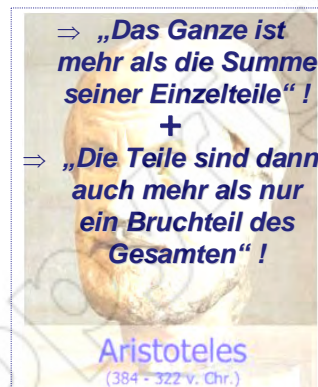 ⇒ „Das Ganze ist
mehr als die Summe
seiner Einzelteile“ !
+
⇒ „Die Teile sind dann
auch mehr als nur
ein Bruchteil des
Gesamten“ !
Aristoteles
(384 - 322 v. Chr.)